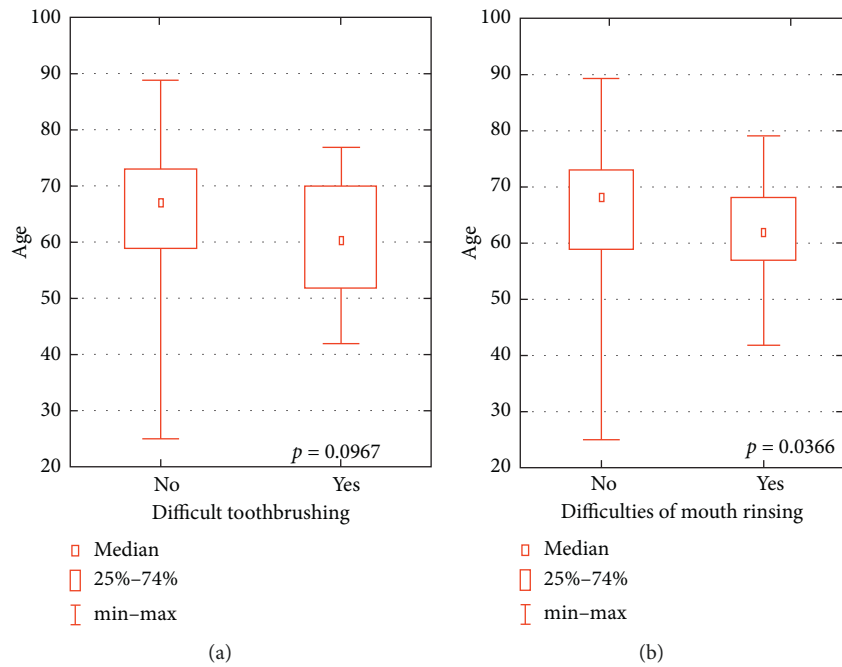 100
90
80
70
60
50
40
30
20
Age
p = 0.0967
No Yes
Difficult toothbrushing
Median
25%–74%
min–max
(a)
100
90
80
70
60
50
40
30
20
Age
p = 0.0366
No Yes
Difficulties of mouth rinsing
Median
25%–74%
min–max
(b)